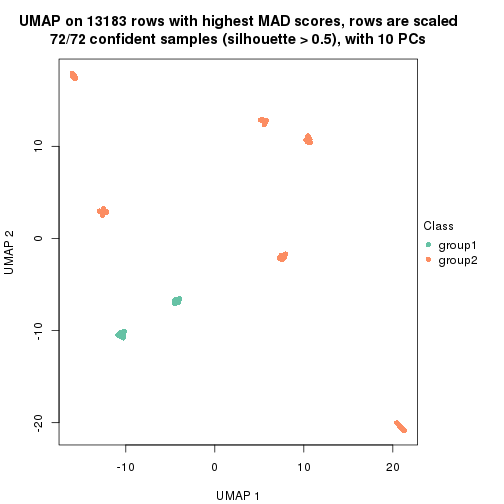 UMAP on 13183 rows with highest MAD scores, rows are scaled
72/72 confident samples (silhouette > 0.5), with 10 PCs
10
0
-10
-20
UMAP 2
-10
0
10
20
UMAP 1
Class
group1
group2